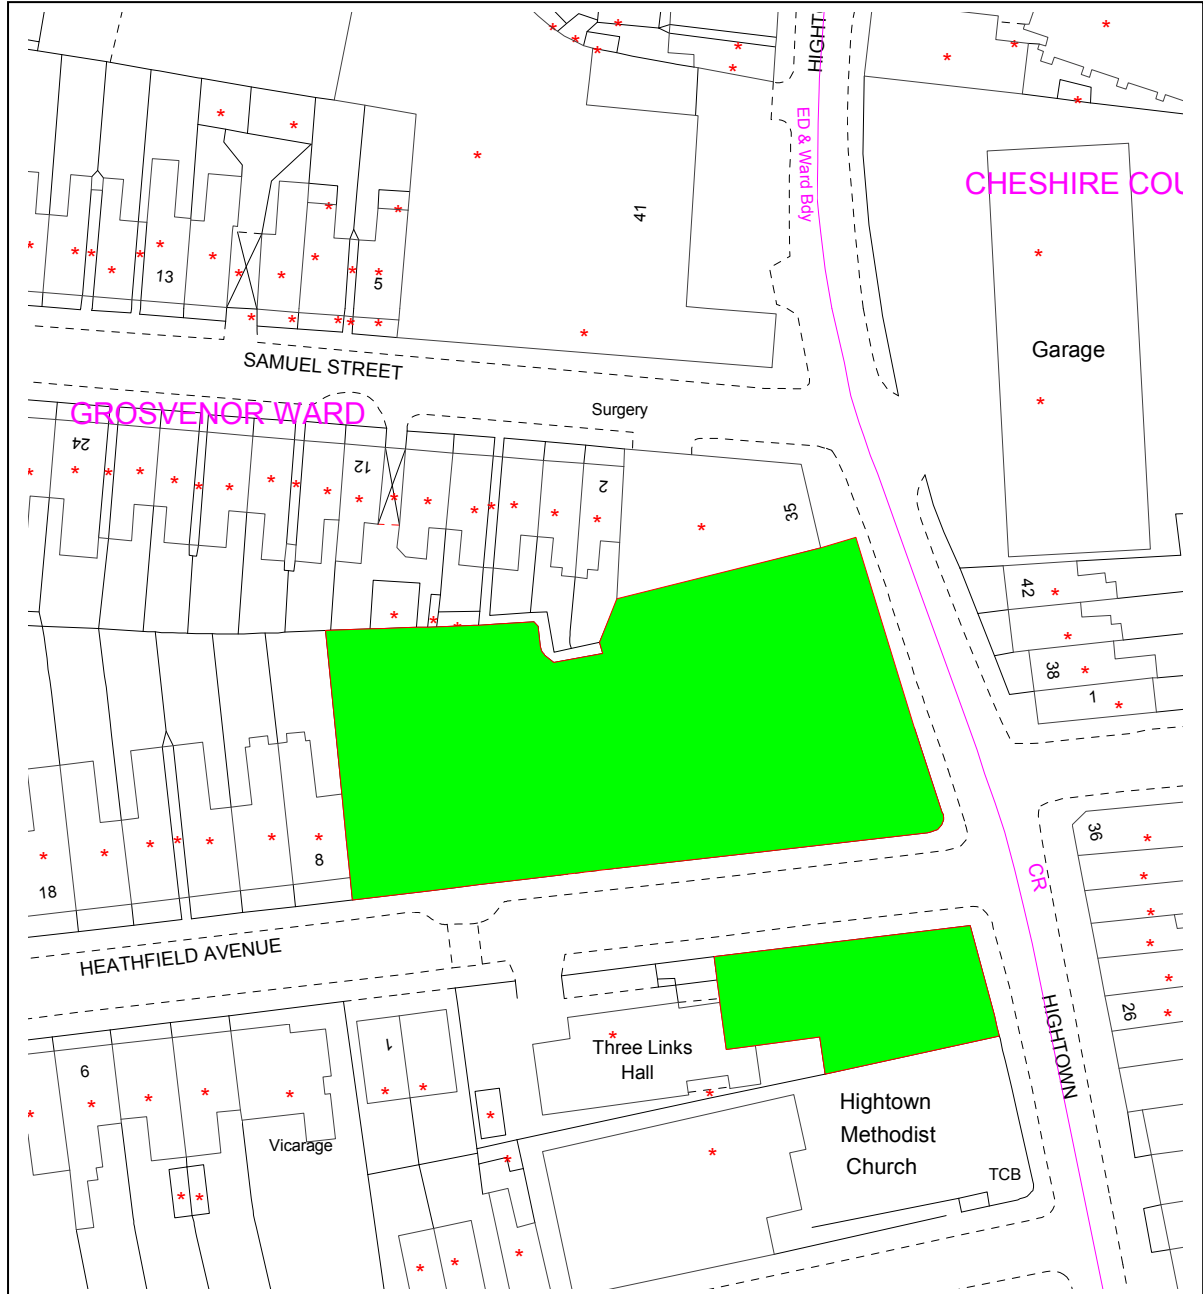 HIGHT
ED & Ward Bdy
CHESHIRE COU
41
13
5
Garage
SAMUEL STREET
GROSVENOR WARD
Surgery
24
12
2
35
42
38
1
8
18
36
CR
HEATHFIELD AVENUE
HIGHTOWN
26
6
1
Three Links
Hall
Hightown
Methodist
Church
Vicarage
TCB